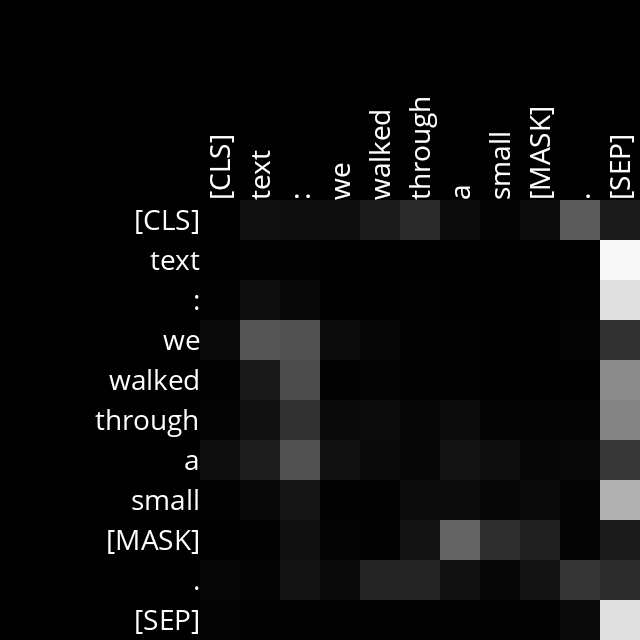 [CLS] text : we walked through a small [MASK] . [SEP]
[CLS]
text
:
we
walked
through
a
small
[MASK]
.
[SEP]